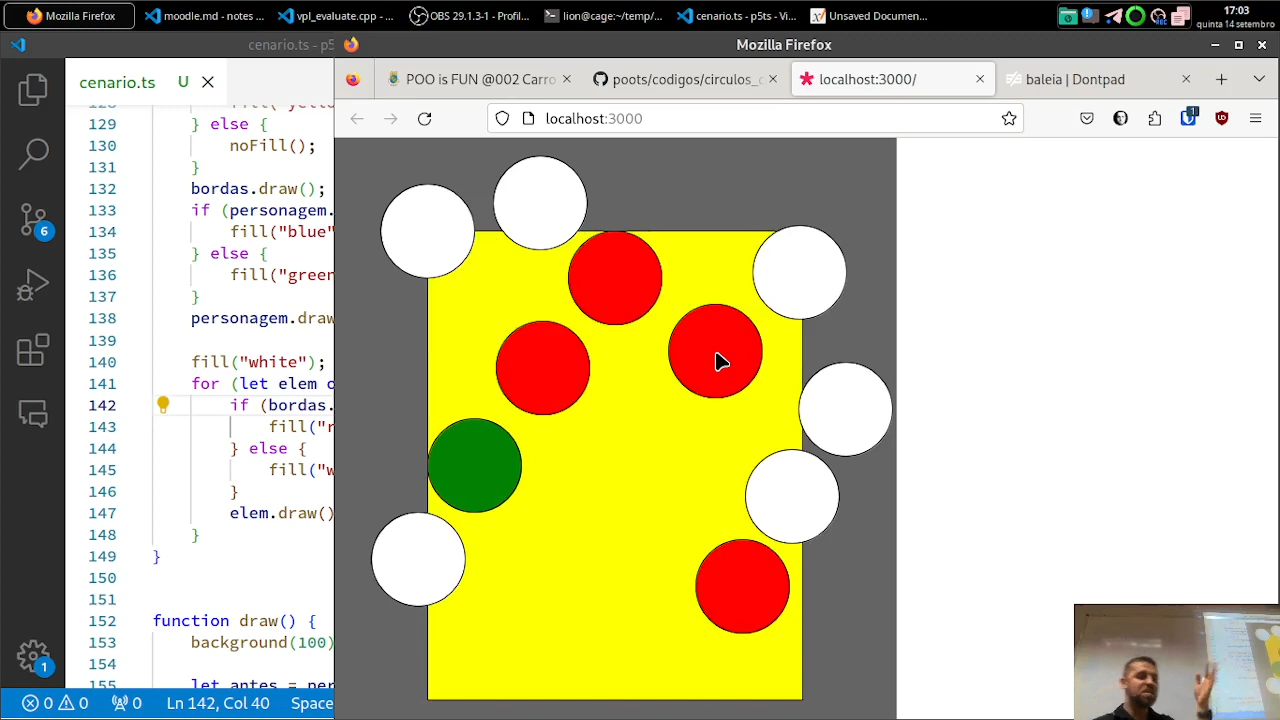 Mozilla Firefox
moodle.md - notes ...
vpl_evaluate.cpp - ...
OS 29.1.3-1 - Profil...
lion@cage:~/temp/...
cenario.ts - p5ts - Vi...
Unsaved Documen...
17:03
quinta 14 setembro
cenario.ts - p5
Mozilla Firefox
cenario.ts U
POO is FUN @002 Carro
poots/codigos/circulos_c
localhost:3000/
baleia | Dontpad
localhost:3000
129 } else {
130 noFill();
131 }
132 bordas.draw();
133 if (personagem.
134 fill("blue"
135 } else {
136 fill("green
137 }
138 personagem.draw
139
140 fill("white");
141 for (let elem o
142 if (bordas.
143 fill("r
144 } else {
145 fill("w
146 }
147 elem.draw()
148 }
149 }
150
151
152 function draw() {
153 background(100)
154
155 let antes = per
6
1
0 0 0 Ln 142, Col 40 Space